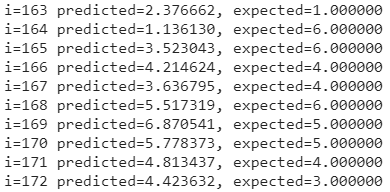 i=163 predicted=2.376662, expected=1.000000
i=164 predicted=1.136130, expected=6.000000
i=165 predicted=3.523043, expected=6.000000
i=166 predicted=4.214624, expected=4.000000
i=167 predicted=3.636795, expected=4.000000
i=168 predicted=5.517319, expected=6.000000
i=169 predicted=6.870541, expected=5.000000
i=170 predicted=5.778373, expected=5.000000
i=171 predicted=4.813437, expected=4.000000
i=172 predicted=4.423632, expected=3.000000